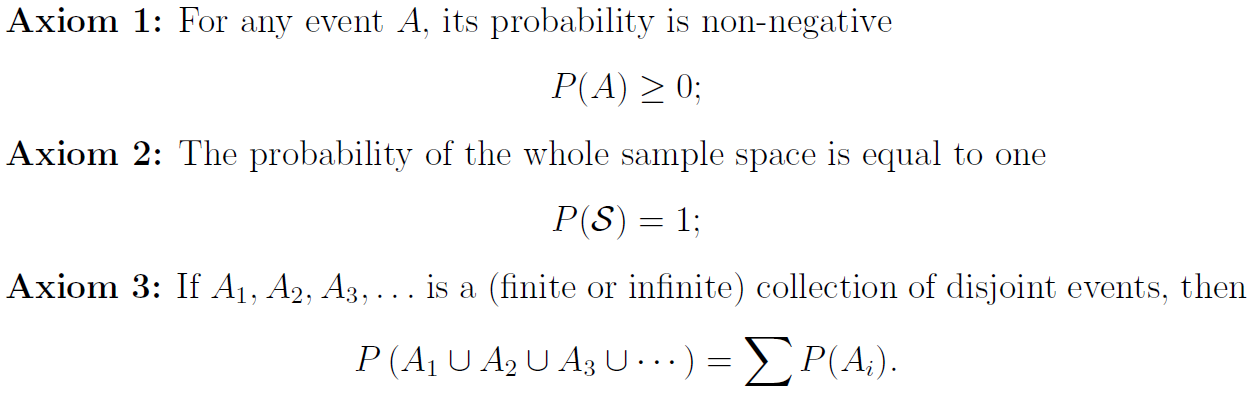 Axiom 1: For any event A, its probability is non-negative
P(A) ≥ 0;
Axiom 2: The probability of the whole sample space is equal to one
P(𝒮) = 1;
Axiom 3: If A₁, A₂, A₃, . . . is a (finite or infinite) collection of disjoint events, then
P (A₁ ∪ A₂ ∪ A₃ ∪ · · · ) = ∑ P(Aᵢ).